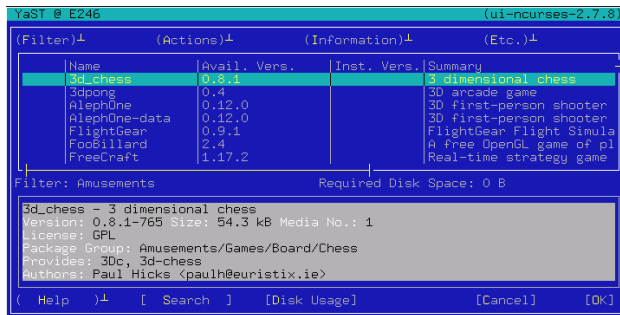 YaST @ E246 (ui-ncurses-2.7.8)
(Filter)┴ (Actions)┴ (Information)┴ (Etc.)┴
Name |Avail. Vers. |Inst. Vers.|Summary
3d_chess 0.8.1 3 dimensional chess
3dpong 0.4 3D arcade game
AlephOne 0.12.0 3D first-person shooter
AlephOne-data 0.12.0 3D first-person shooter
FlightGear 0.9.1 FlightGear Flight Simula
FooBillard 2.4 A free OpenGL game of pl
FreeCraft 1.17.2 Real-time strategy game
Filter: Amusements Required Disk Space: 0 B
3d_chess - 3 dimensional chess
Version: 0.8.1-765 Size: 54.3 kB Media No.: 1
License: GPL
Package Group: Amusements/Games/Board/Chess
Provides: 3Dc, 3d-chess
Authors: Paul Hicks <paulh@euristix.ie>
( Help )┴ [ Search ] [Disk Usage] [Cancel] [OK]